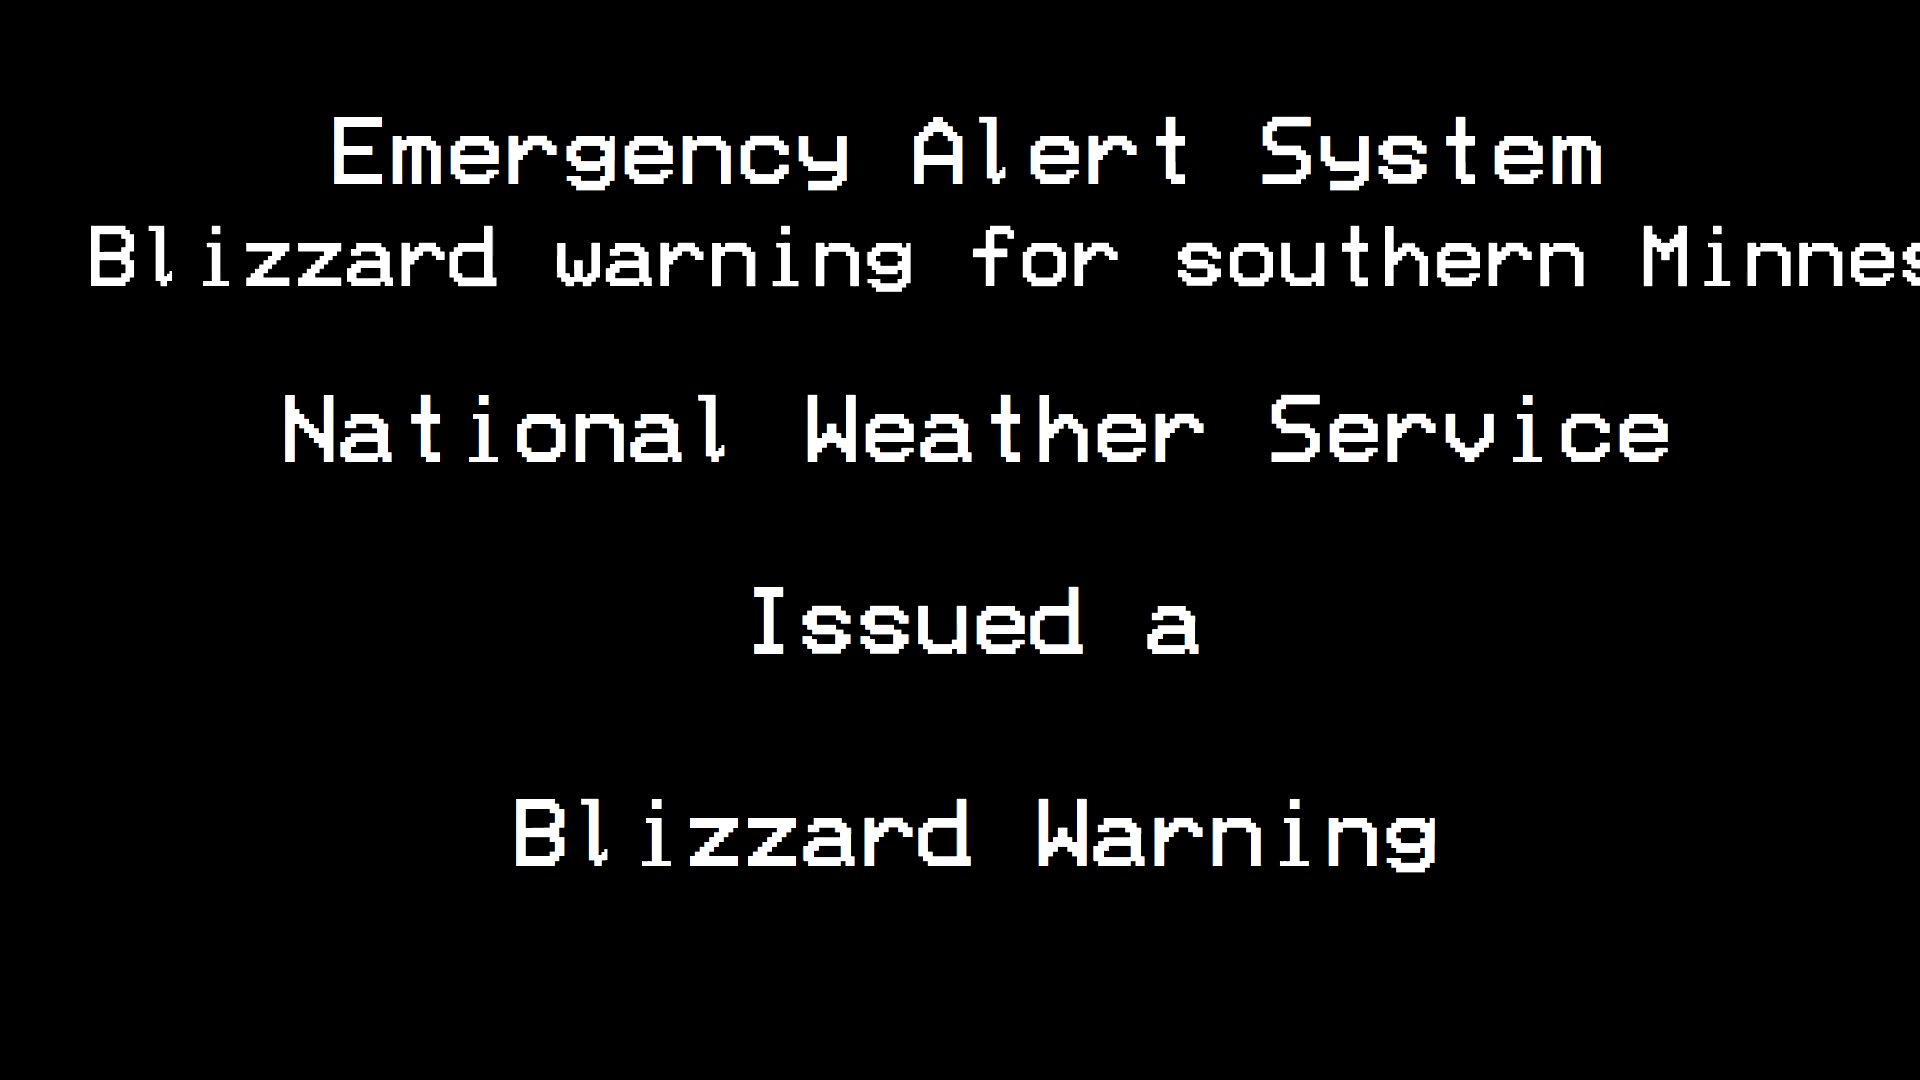 Emergency Alert System
Blizzard warning for southern Minnes
National Weather Service
Issued a
Blizzard Warning